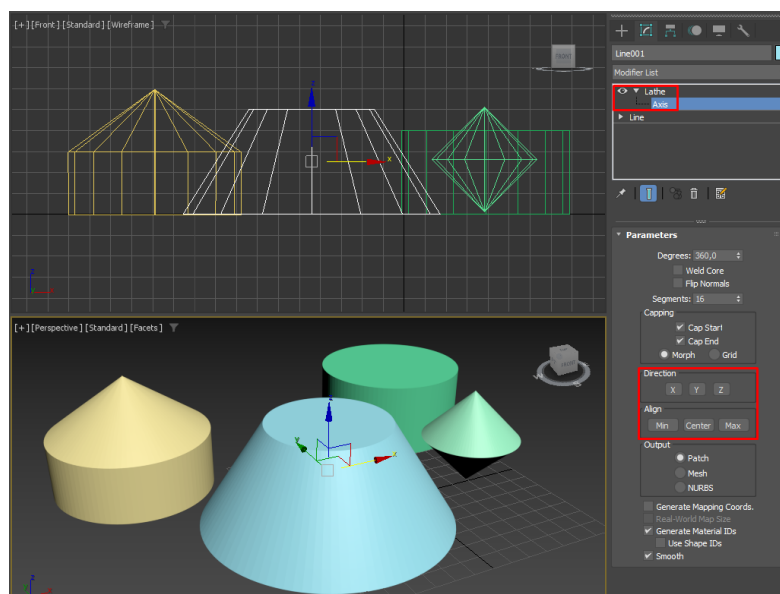 [+] [Front ] [Standard ] [Wireframe ]
FRONT
z
x
z
x
[+] [Perspective ] [Standard ] [Facets ]
FRONT
z
y
x
z
Line001
Modifier List
Lathe
Axis
Line
Parameters
Degrees: 360,0
Weld Core
Flip Normals
Segments: 16
Capping
Cap Start
Cap End
Morph Grid
Direction
X Y Z
Align
Min Center Max
Output
Patch
Mesh
NURBS
Generate Mapping Coords.
Real-World Map Size
Generate Material IDs
Use Shape IDs
Smooth